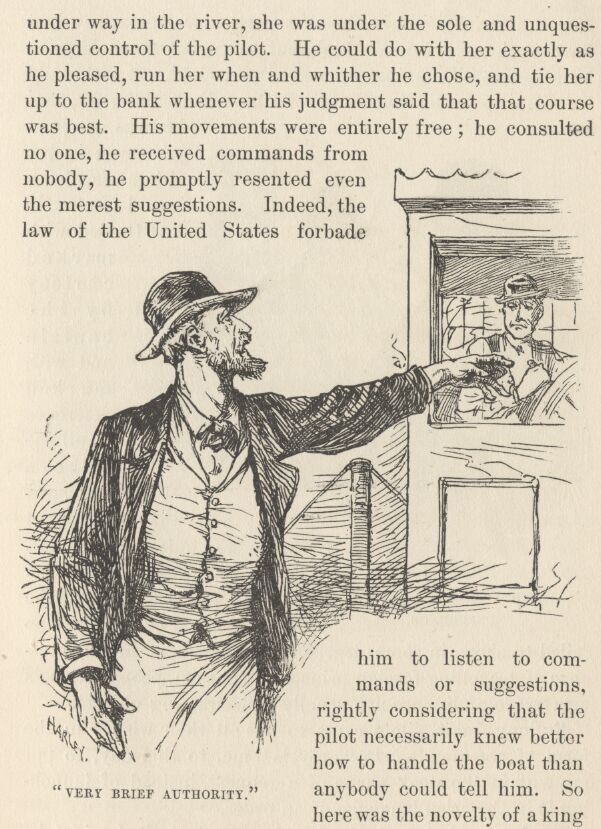 under way in the river, she was under the sole and unques-
tioned control of the pilot. He could do with her exactly as
he pleased, run her when and whither he chose, and tie her
up to the bank whenever his judgment said that that course
was best. His movements were entirely free ; he consulted
no one, he received commands from
nobody, he promptly resented even
the merest suggestions. Indeed, the
law of the United States forbade
him to listen to com-
mands or suggestions,
rightly considering that the
pilot necessarily knew better
how to handle the boat than
anybody could tell him. So
here was the novelty of a king
HARLEY.
"VERY BRIEF AUTHORITY."